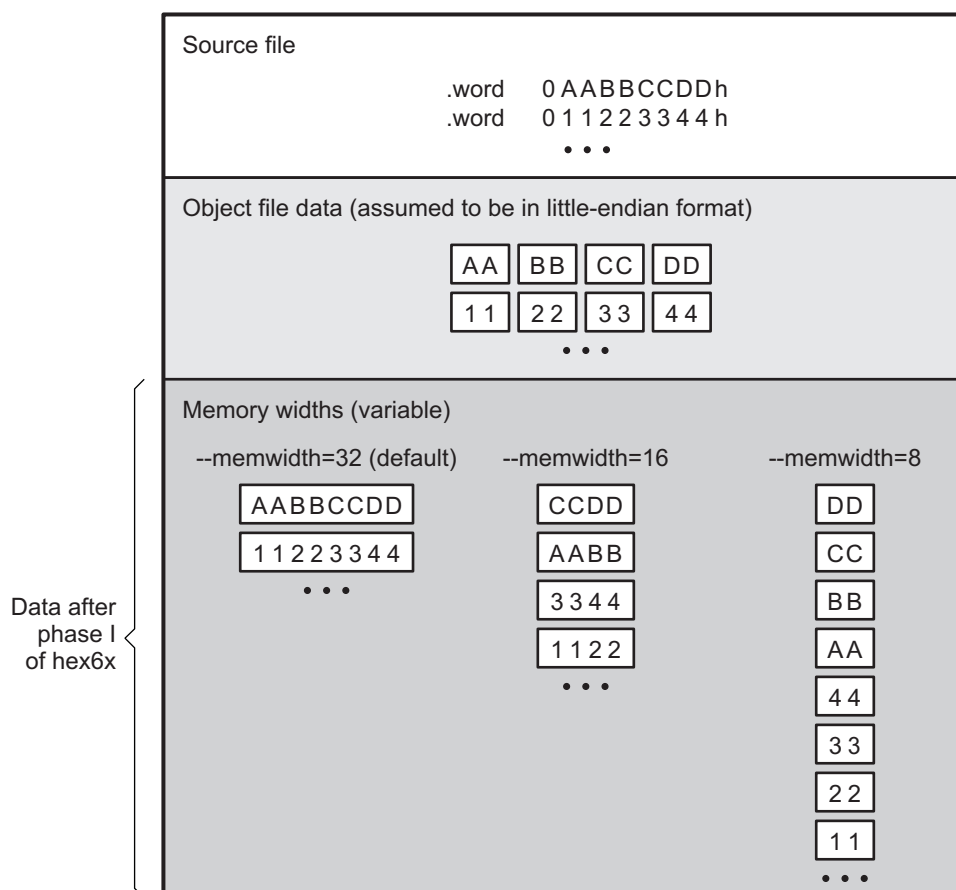 Source file
.word 0AABBCCDDh
.word 011223344h
• • •
Object file data (assumed to be in little-endian format)
AA BB CC DD
11 22 33 44
• • •
Data after
phase I
of hex6x
Memory widths (variable)
--memwidth=32 (default)
AABBCCDD
11223344
• • •
--memwidth=16
CCDD
AABB
3344
1122
• • •
--memwidth=8
DD
CC
BB
AA
44
33
22
11
• • •